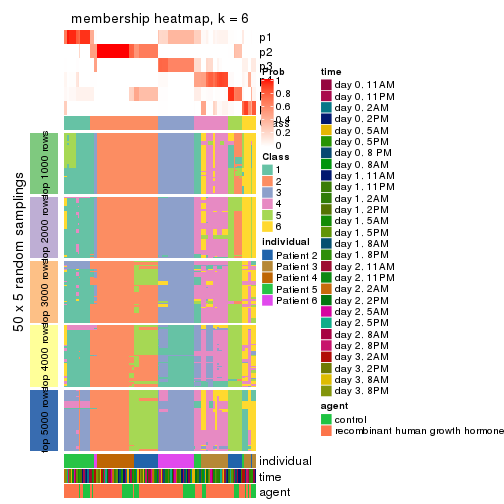 membership heatmap, k = 6
p1
p2
p3
Prob
1
0.8
0.6
0.4
0.2
0
Class
1
2
3
4
5
6
individual
Patient 2
Patient 3
Patient 4
Patient 5
Patient 6
time
day 0. 11AM
day 0. 11PM
day 0. 2AM
day 0. 2PM
day 0. 5AM
day 0. 5PM
day 0. 8 PM
day 0. 8AM
day 1. 11AM
day 1. 11PM
day 1. 2AM
day 1. 2PM
day 1. 5AM
day 1. 5PM
day 1. 8AM
day 1. 8PM
day 2. 11AM
day 2. 11PM
day 2. 2AM
day 2. 2PM
day 2. 5AM
day 2. 5PM
day 2. 8AM
day 2. 8PM
day 3. 2AM
day 3. 2PM
day 3. 8AM
day 3. 8PM
agent
control
recombinant human growth hormone
50 x 5 random samplings
top 1000 rows
top 2000 rows
top 3000 rows
top 4000 rows
top 5000 rows
individual
time
agent